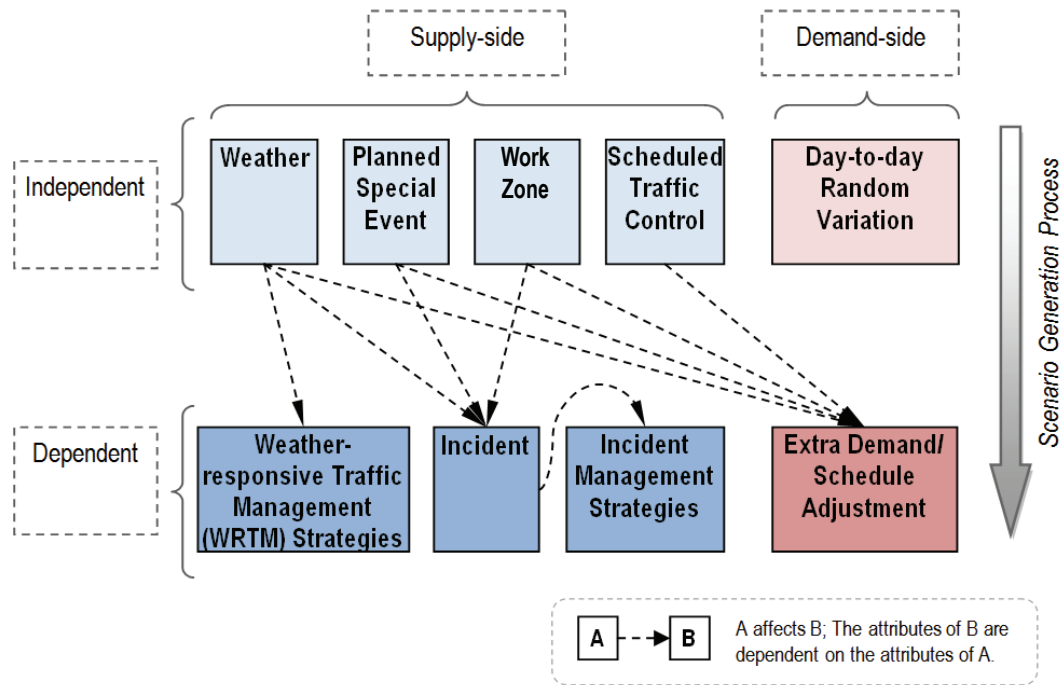 Supply-side
Demand-side
Independent
Weather
Planned
Special
Event
Work
Zone
Scheduled
Traffic
Control
Day-to-day
Random
Variation
Scenario Generation Process
Dependent
Weather-
responsive Traffic
Management
(WRTM) Strategies
Incident
Incident
Management
Strategies
Extra Demand/
Schedule
Adjustment
A
B
A affects B; The attributes of B are
dependent on the attributes of A.